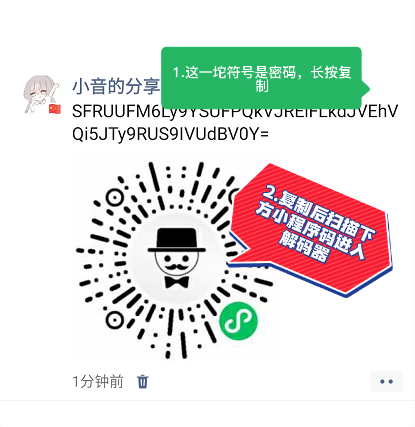 1.这一坨符号是密码，长按复
制
小音的分享
Qi5JTy9RUS9IVUdBV0Y=
2.复制后扫描下
方小程序码进入
解码器
1分钟前